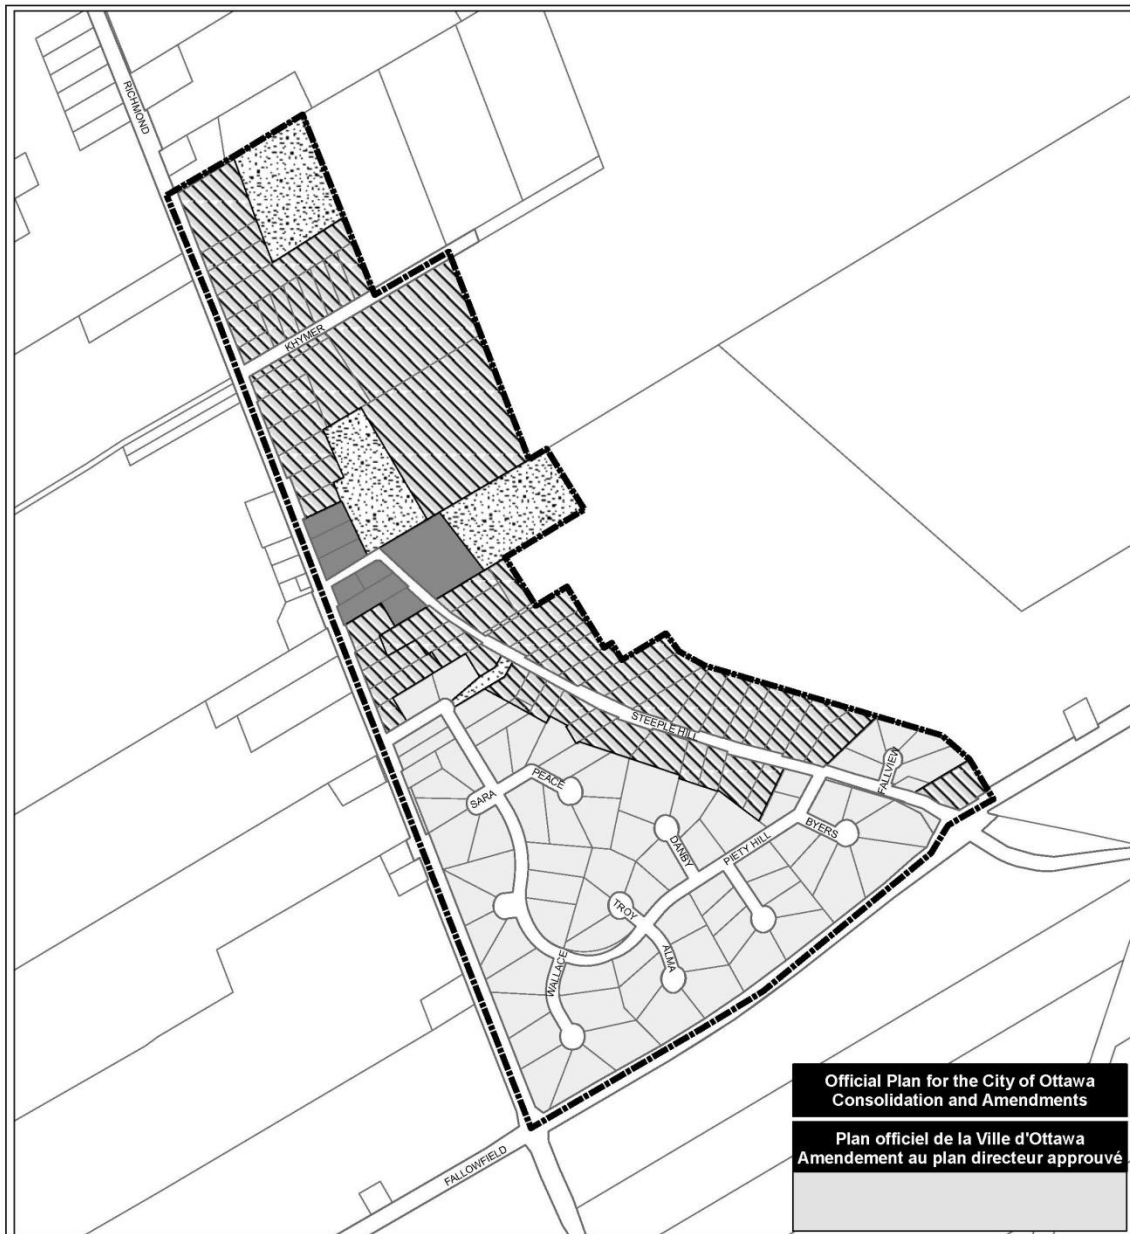 RICHMOND
KHYMER
STEEPLE HILL
FALLVIEW
PEACE
SARA
BYERS
DANBY
PIETY HILL
TROY
ALMA
WALLACE
FALLOWFIELD
Official Plan for the City of Ottawa
Consolidation and Amendments
Plan officiel de la Ville d'Ottawa
Amendement au plan directeur approuvé